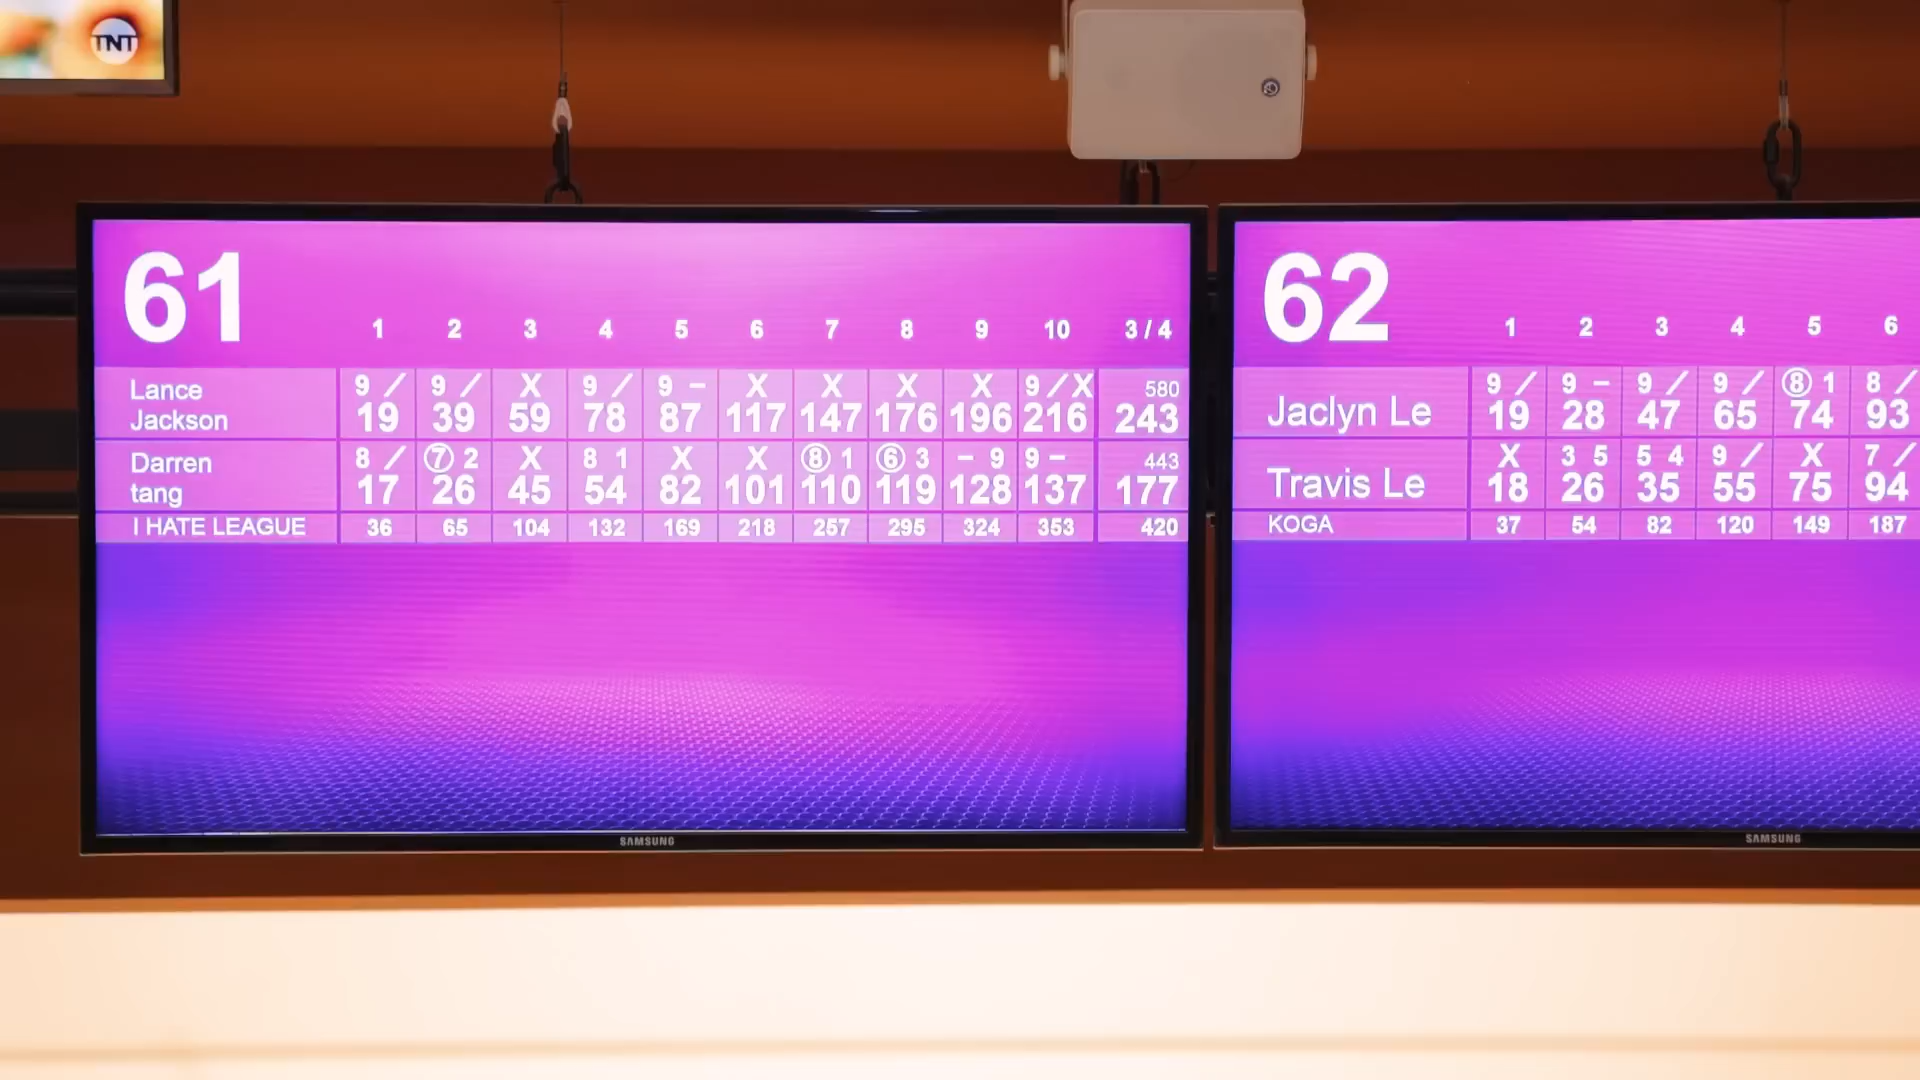 TNT
61
1 2 3 4 5 6 7 8 9 10 3 / 4
Lance Jackson
9 / 9 / X 9 / 9 - X X X X 9 / X 580
19 39 59 78 87 117 147 176 196 216 243
Darren tang
8 / 7 2 X 8 1 X X 8 1 6 3 - 9 9 - 443
17 26 45 54 82 101 110 119 128 137 177
I HATE LEAGUE 36 65 104 132 169 218 257 295 324 353 420
SAMSUNG
62
1 2 3 4 5 6
Jaclyn Le
9 / 9 - 9 / 9 / 8 1 8 /
19 28 47 65 74 93
Travis Le
X 3 5 5 4 9 / X 7 /
18 26 35 55 75 94
KOGA 37 54 82 120 149 187
SAMSUNG